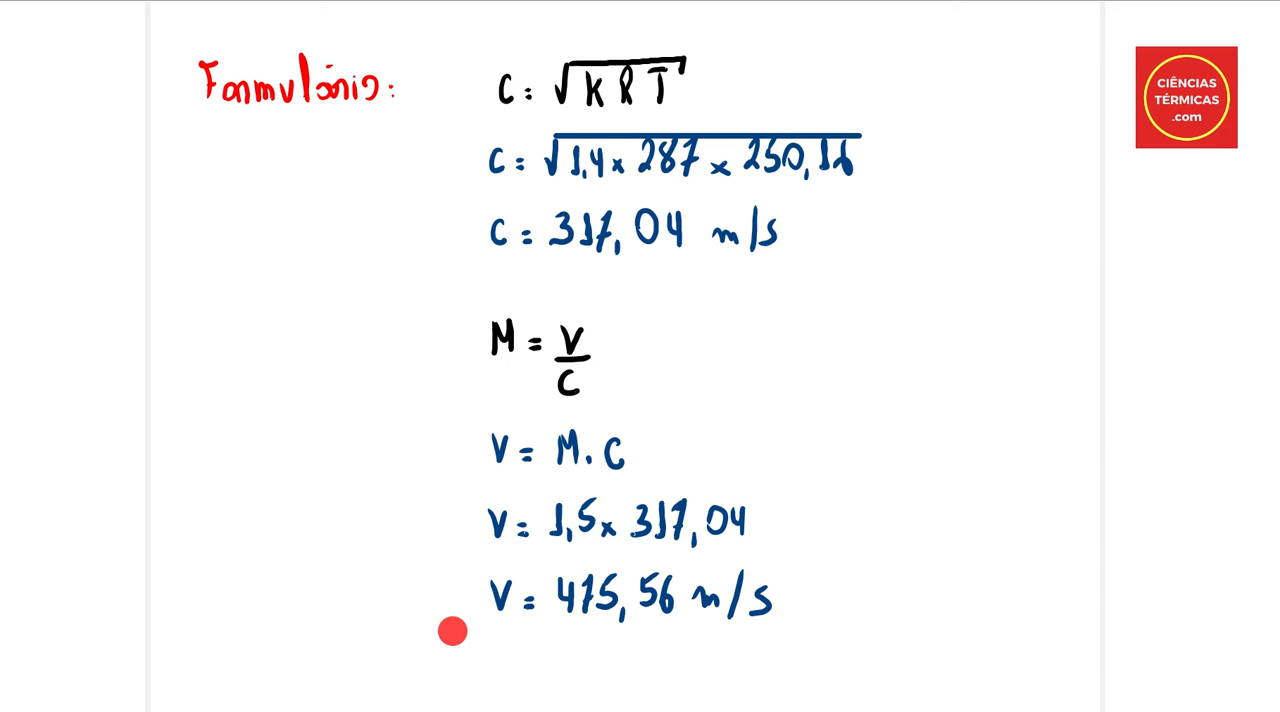 Formulário:
C = √KRT
C = √1,4 x 287 x 250,16
C = 317,04 m/s
M = V/C
V = M.C
V = 1,5 x 317,04
V = 475,56 m/s
CIÊNCIAS
TÉRMICAS
.com